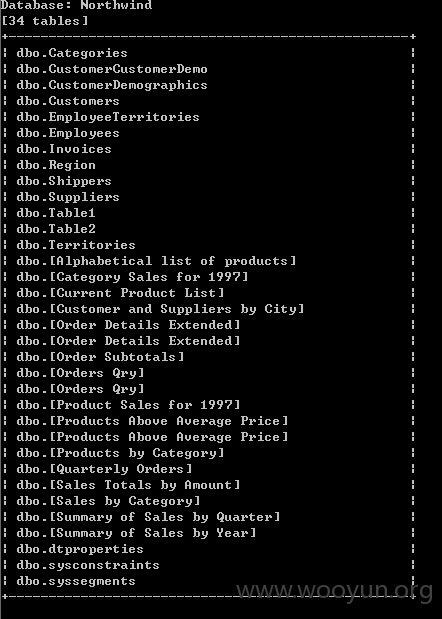 Database: Northwind
[34 tables]
+--------------------------------------------------+
¦ dbo.Categories ¦
¦ dbo.CustomerCustomerDemo ¦
¦ dbo.CustomerDemographics ¦
¦ dbo.Customers ¦
¦ dbo.EmployeeTerritories ¦
¦ dbo.Employees ¦
¦ dbo.Invoices ¦
¦ dbo.Region ¦
¦ dbo.Shippers ¦
¦ dbo.Suppliers ¦
¦ dbo.Table1 ¦
¦ dbo.Table2 ¦
¦ dbo.Territories ¦
¦ dbo.[Alphabetical list of products] ¦
¦ dbo.[Category Sales for 1997] ¦
¦ dbo.[Current Product List] ¦
¦ dbo.[Customer and Suppliers by City] ¦
¦ dbo.[Order Details Extended] ¦
¦ dbo.[Order Details Extended] ¦
¦ dbo.[Order Subtotals] ¦
¦ dbo.[Orders Qry] ¦
¦ dbo.[Orders Qry] ¦
¦ dbo.[Product Sales for 1997] ¦
¦ dbo.[Products Above Average Price] ¦
¦ dbo.[Products Above Average Price] ¦
¦ dbo.[Products by Category] ¦
¦ dbo.[Quarterly Orders] ¦
¦ dbo.[Sales Totals by Amount] ¦
¦ dbo.[Sales by Category] ¦
¦ dbo.[Summary of Sales by Quarter] ¦
¦ dbo.[Summary of Sales by Year] ¦
¦ dbo.dtproperties ¦
¦ dbo.sysconstraints ¦
¦ dbo.syssegments ¦
+--------------------------------------------------+
www.wooyun.org